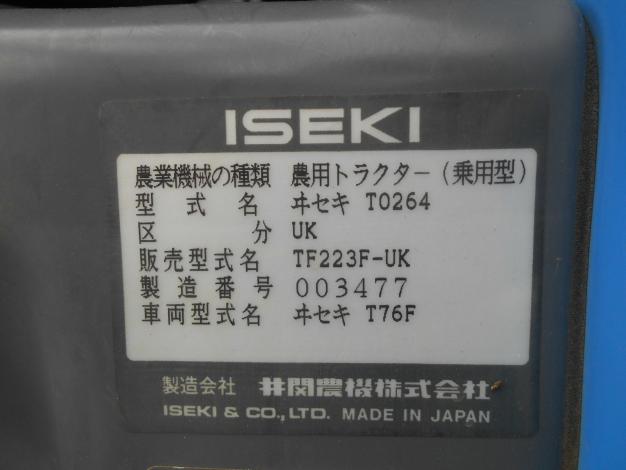 ISEKI
農業機械の種類 農用トラクター(乗用型)
型式名 ヰセキ T0264
区分 UK
販売型式名 TF223F-UK
製造番号 003477
車両型式名 ヰセキ T76F
製造会社 井関農機株式会社
ISEKI & CO., LTD. MADE IN JAPAN